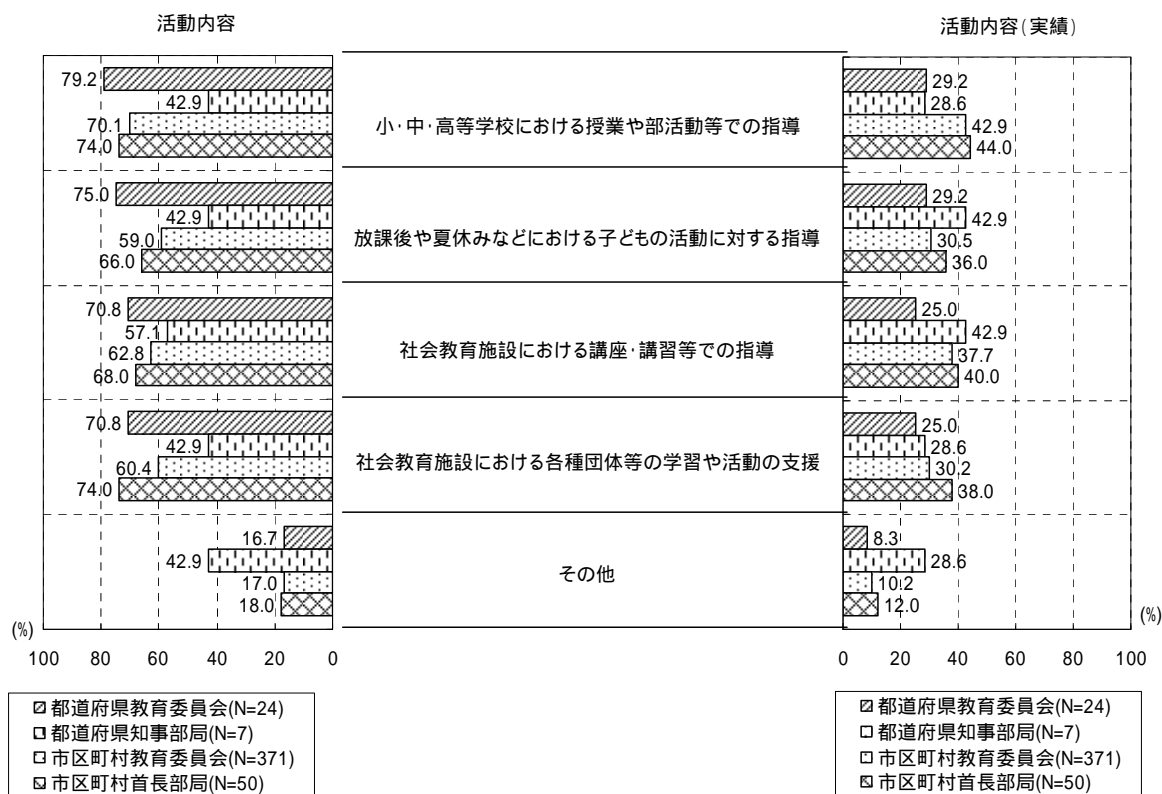 活動内容
活動内容(実績)
79.2
42.9
70.1
74.0
小・中・高等学校における授業や部活動等での指導
29.2
28.6
42.9
44.0
75.0
42.9
59.0
66.0
放課後や夏休みなどにおける子どもの活動に対する指導
29.2
42.9
30.5
36.0
70.8
57.1
62.8
68.0
社会教育施設における講座・講習等での指導
25.0
42.9
37.7
40.0
70.8
42.9
60.4
74.0
社会教育施設における各種団体等の学習や活動の支援
25.0
28.6
30.2
38.0
16.7
42.9
17.0
18.0
その他
8.3
28.6
10.2
12.0
(%)
(%)
100 80 60 40 20 0
0 20 40 60 80 100
都道府県教育委員会(N=24)
都道府県知事部局(N=7)
市区町村教育委員会(N=371)
市区町村首長部局(N=50)
都道府県教育委員会(N=24)
都道府県知事部局(N=7)
市区町村教育委員会(N=371)
市区町村首長部局(N=50)